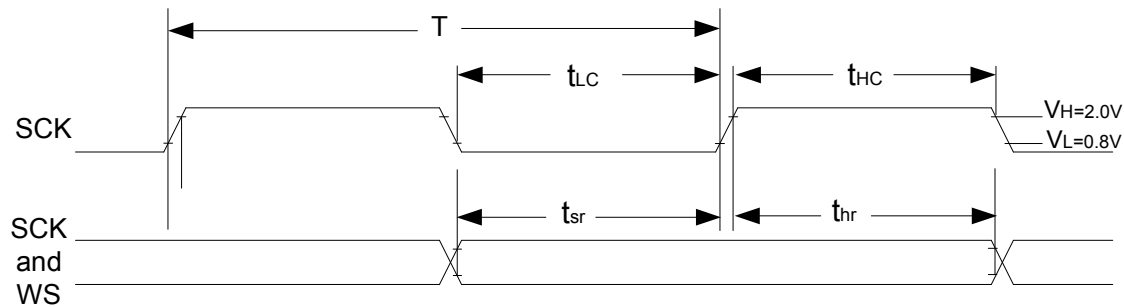 T
tLC
tHC
SCK
VH=2.0V
VL=0.8V
tsr
thr
SCK
and
WS